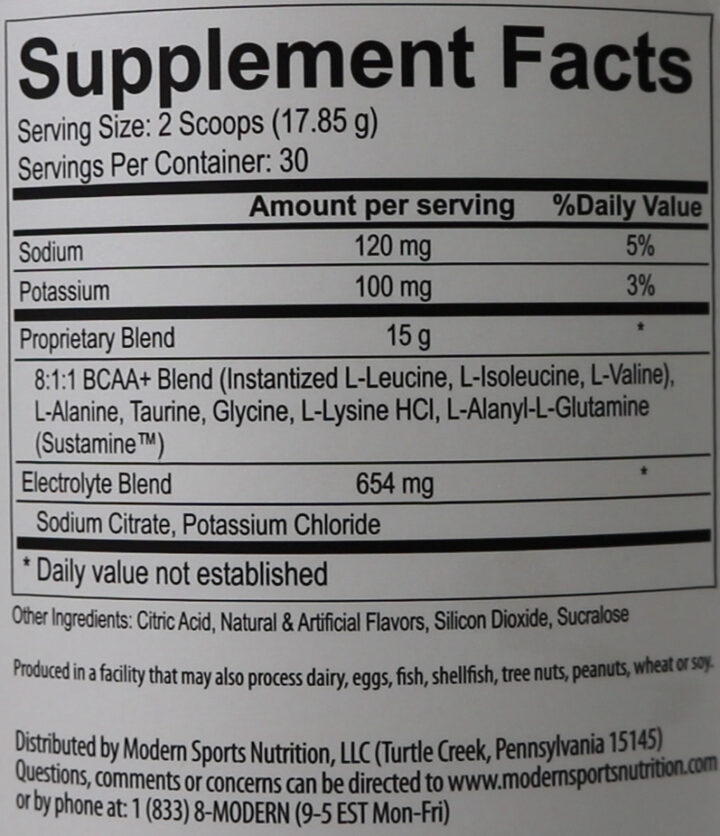 Supplement Facts
Serving Size: 2 Scoops (17.85 g)
Servings Per Container: 30
Amount per serving %Daily Value
Sodium 120 mg 5%
Potassium 100 mg 3%
Proprietary Blend 15 g *
8:1:1 BCAA+ Blend (Instantized L-Leucine, L-Isoleucine, L-Valine),
L-Alanine, Taurine, Glycine, L-Lysine HCl, L-Alanyl-L-Glutamine
(Sustamine™)
Electrolyte Blend 654 mg *
Sodium Citrate, Potassium Chloride
* Daily value not established
Other Ingredients: Citric Acid, Natural & Artificial Flavors, Silicon Dioxide, Sucralose
Produced in a facility that may also process dairy, eggs, fish, shellfish, tree nuts, peanuts, wheat or soy.
Distributed by Modern Sports Nutrition, LLC (Turtle Creek, Pennsylvania 15145)
Questions, comments or concerns can be directed to www.modernsportsnutrition.com
or by phone at: 1 (833) 8-MODERN (9-5 EST Mon-Fri)